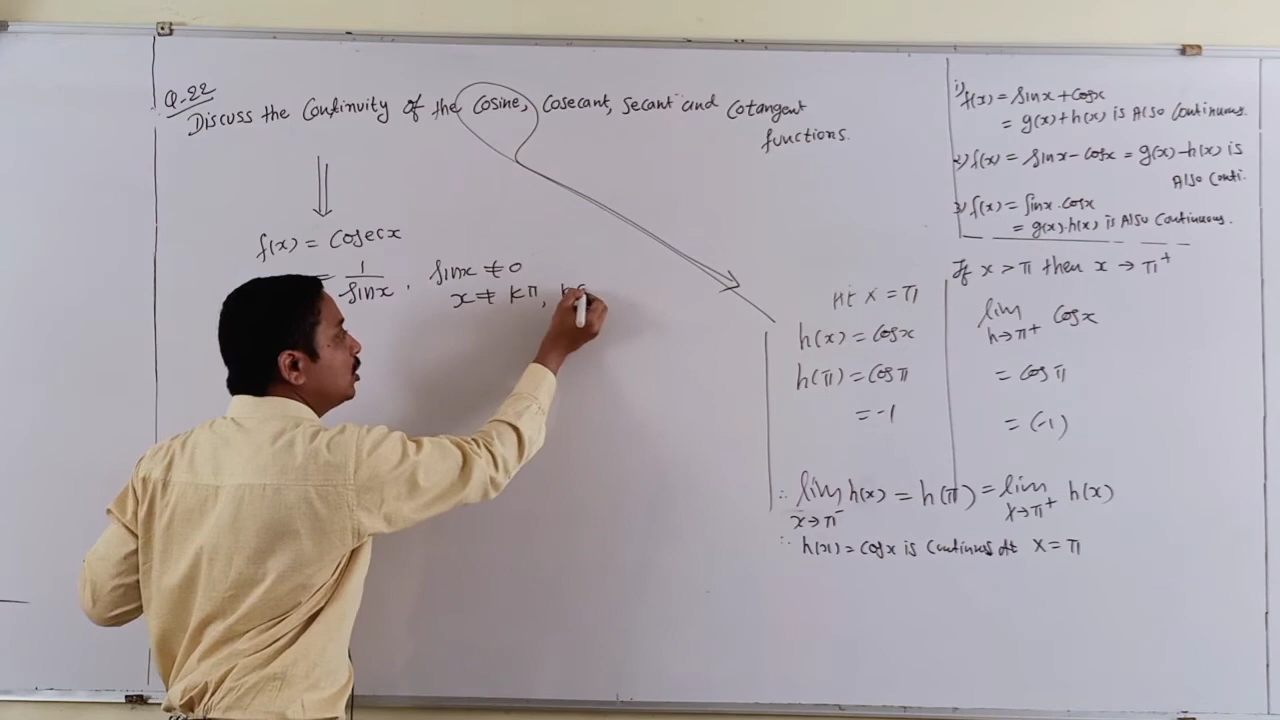 Q-22
Discuss the Continuity of the Cosine, Cosecant, Secant and Cotangent
functions.
f(x) = Cosecx
= 1/sinx, sinx ≠ 0
x ≠ kπ, k
At x = π
h(x) = cosx
h(π) = cosπ
= -1
∴ lim x→π⁻ h(x) = h(π) = lim x→π⁺ h(x)
∴ h(x) = cosx is Continues At x = π
1) f(x) = sinx + cosx
= g(x) + h(x) is Also Continuous.
2) f(x) = sinx - cosx = g(x) - h(x) is
Also Conti.
3) f(x) = sinx . cosx
= g(x).h(x) is Also Continuous.
If x > π then x → π⁺
lim h→π⁺ cosx
= cosπ
= (-1)